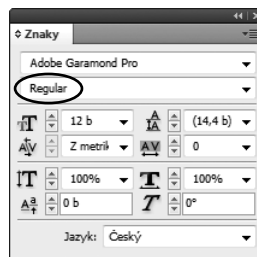 Znaky
Adobe Garamond Pro
Regular
12 b (14,4 b)
Z metrik 0
100% 100%
0 b 0°
Jazyk: Český